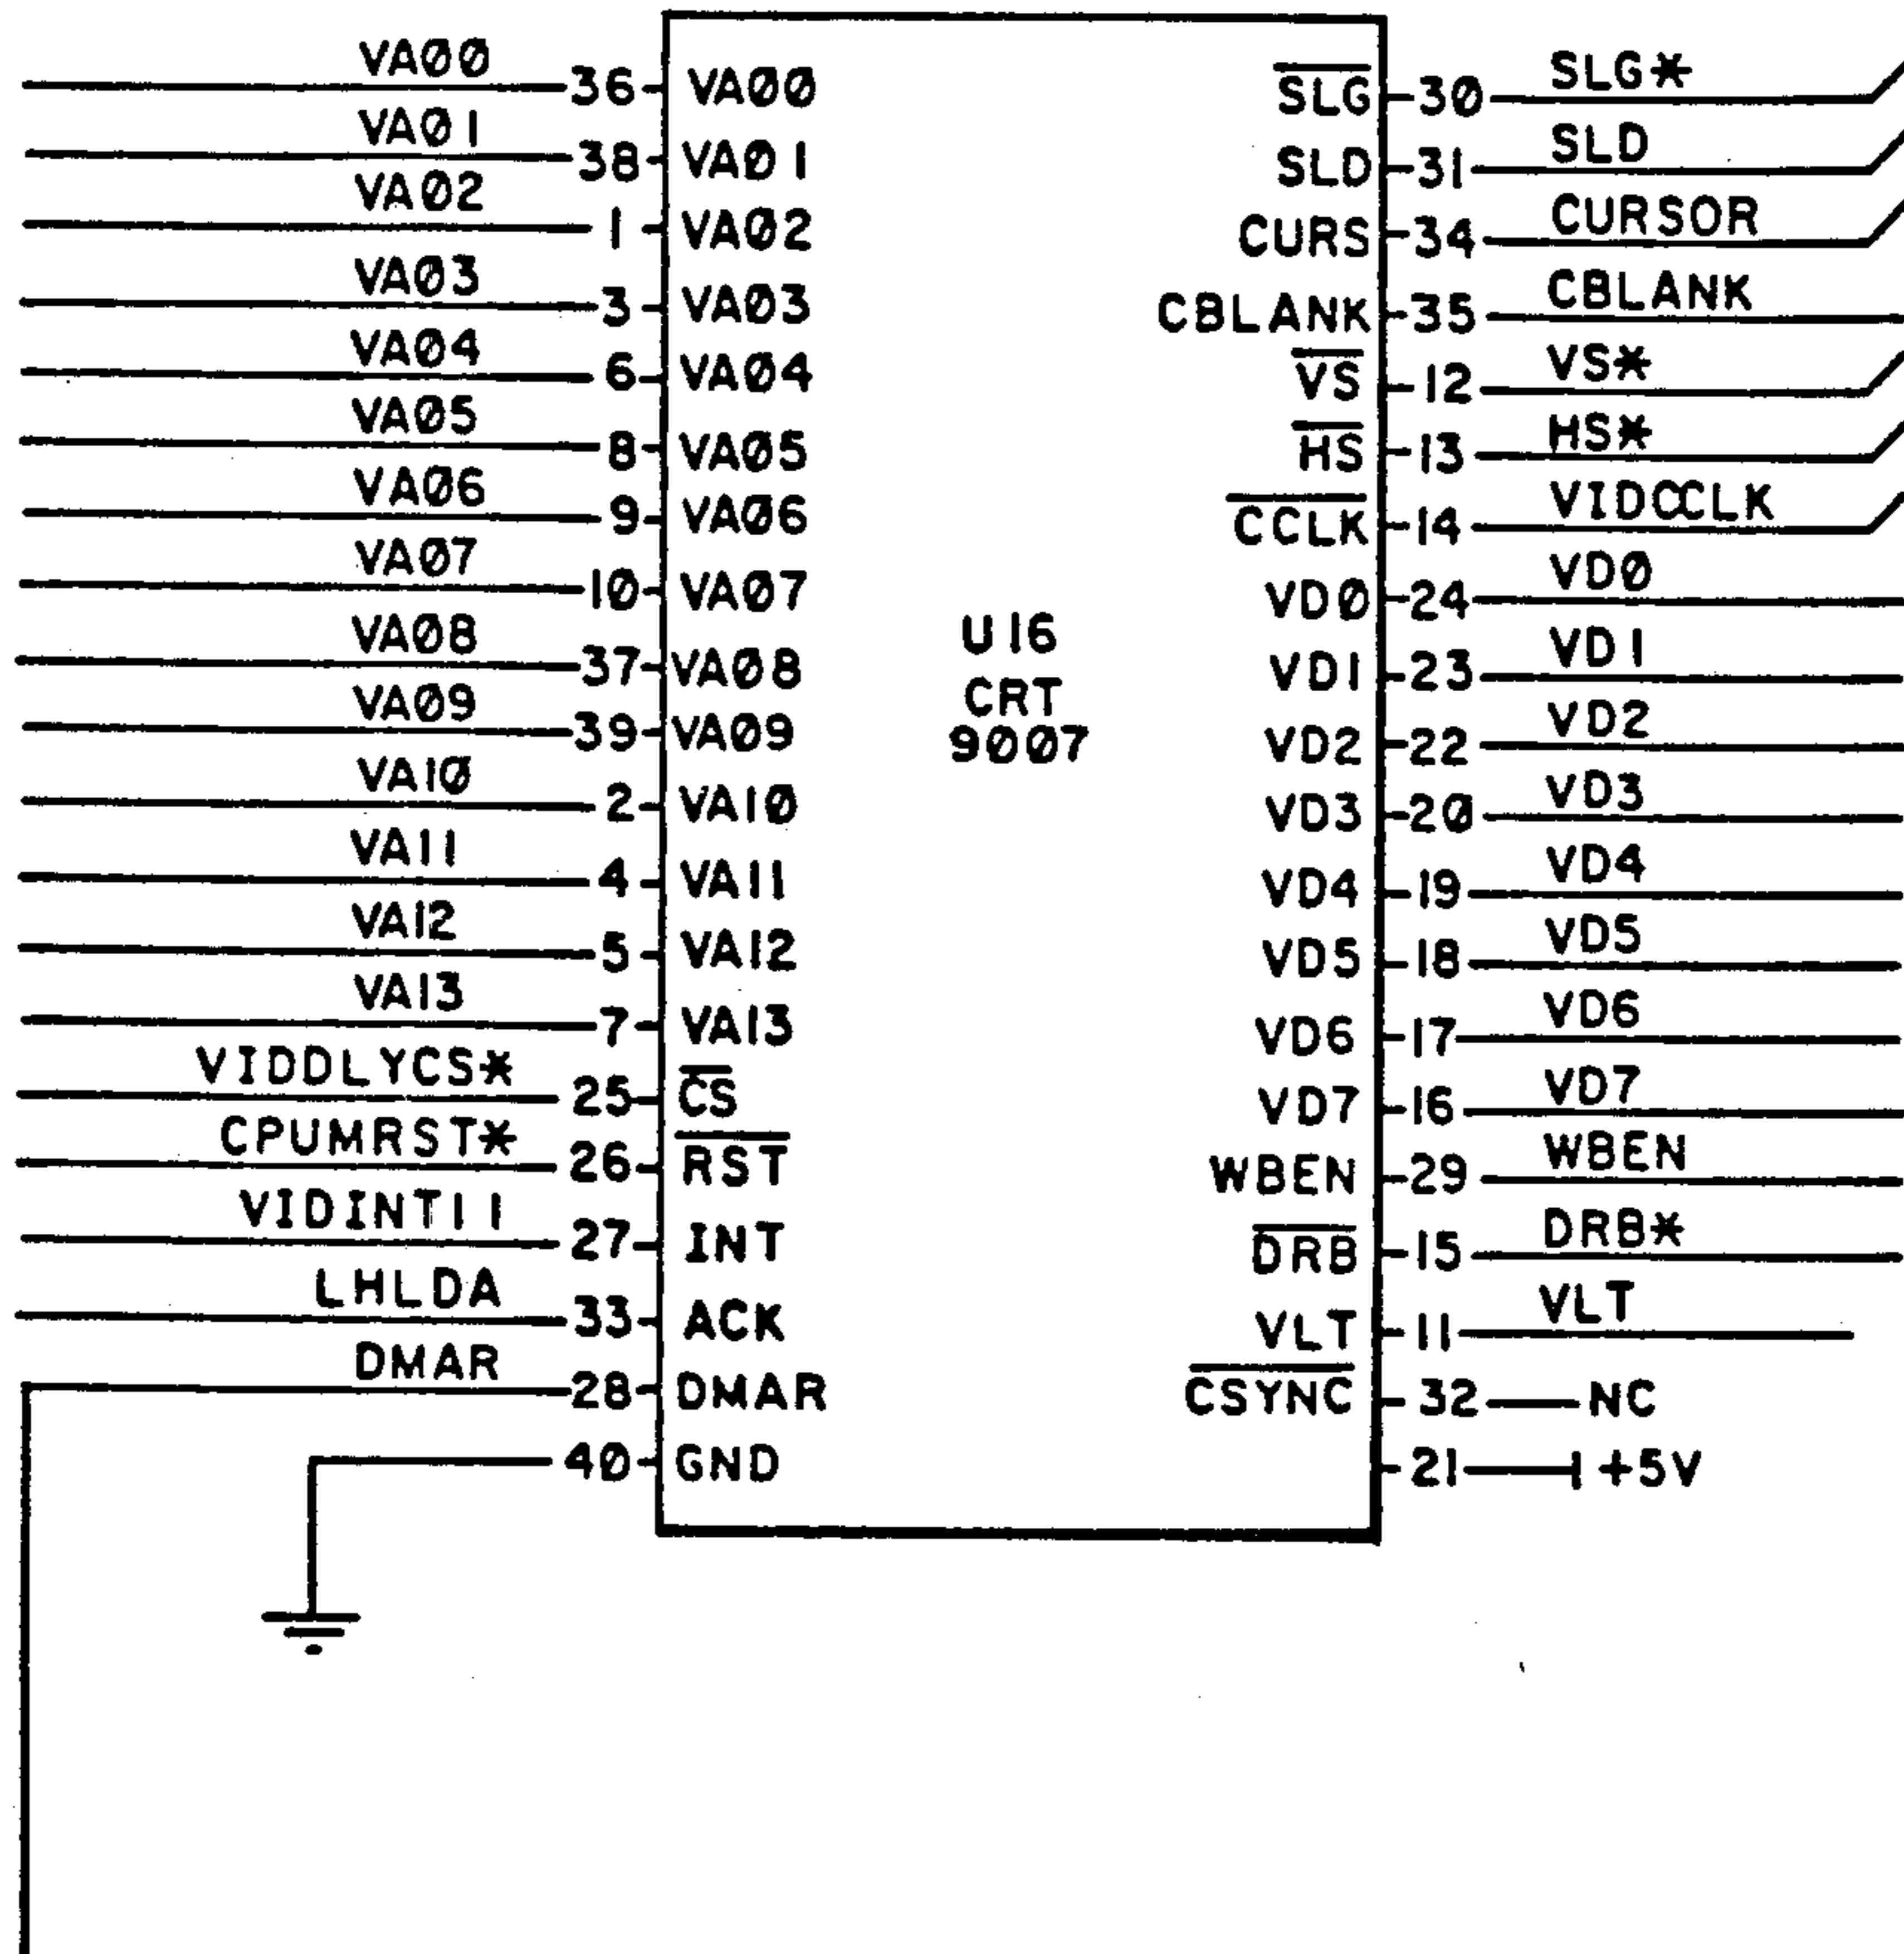 VA00
36 VA00
VA01
38 VA01
VA02
1 VA02
VA03
3 VA03
VA04
6 VA04
VA05
8 VA05
VA06
9 VA06
VA07
10 VA07
VA08
37 VA08
VA09
39 VA09
VA10
2 VA10
VA11
4 VA11
VA12
5 VA12
VA13
7 VA13
VIDDLYCS*
25 CS
CPUMRST*
26 RST
VIDINT11
27 INT
LHLDA
33 ACK
DMAR
28 DMAR
40 GND
U16
CRT
9007
SLG*
SLG 30
SLD
SLD 31
CURSOR
CURS 34
CBLANK
CBLANK 35
VS*
VS 12
HS*
HS 13
VIDCCLK
CCLK 14
VD0
VD0 24
VD1
VD1 23
VD2
VD2 22
VD3
VD3 20
VD4
VD4 19
VD5
VD5 18
VD6
VD6 17
VD7
VD7 16
WBEN
WBEN 29
DRB*
DRB 15
VLT
VLT 11
CSYNC 32 NC
21 +5V